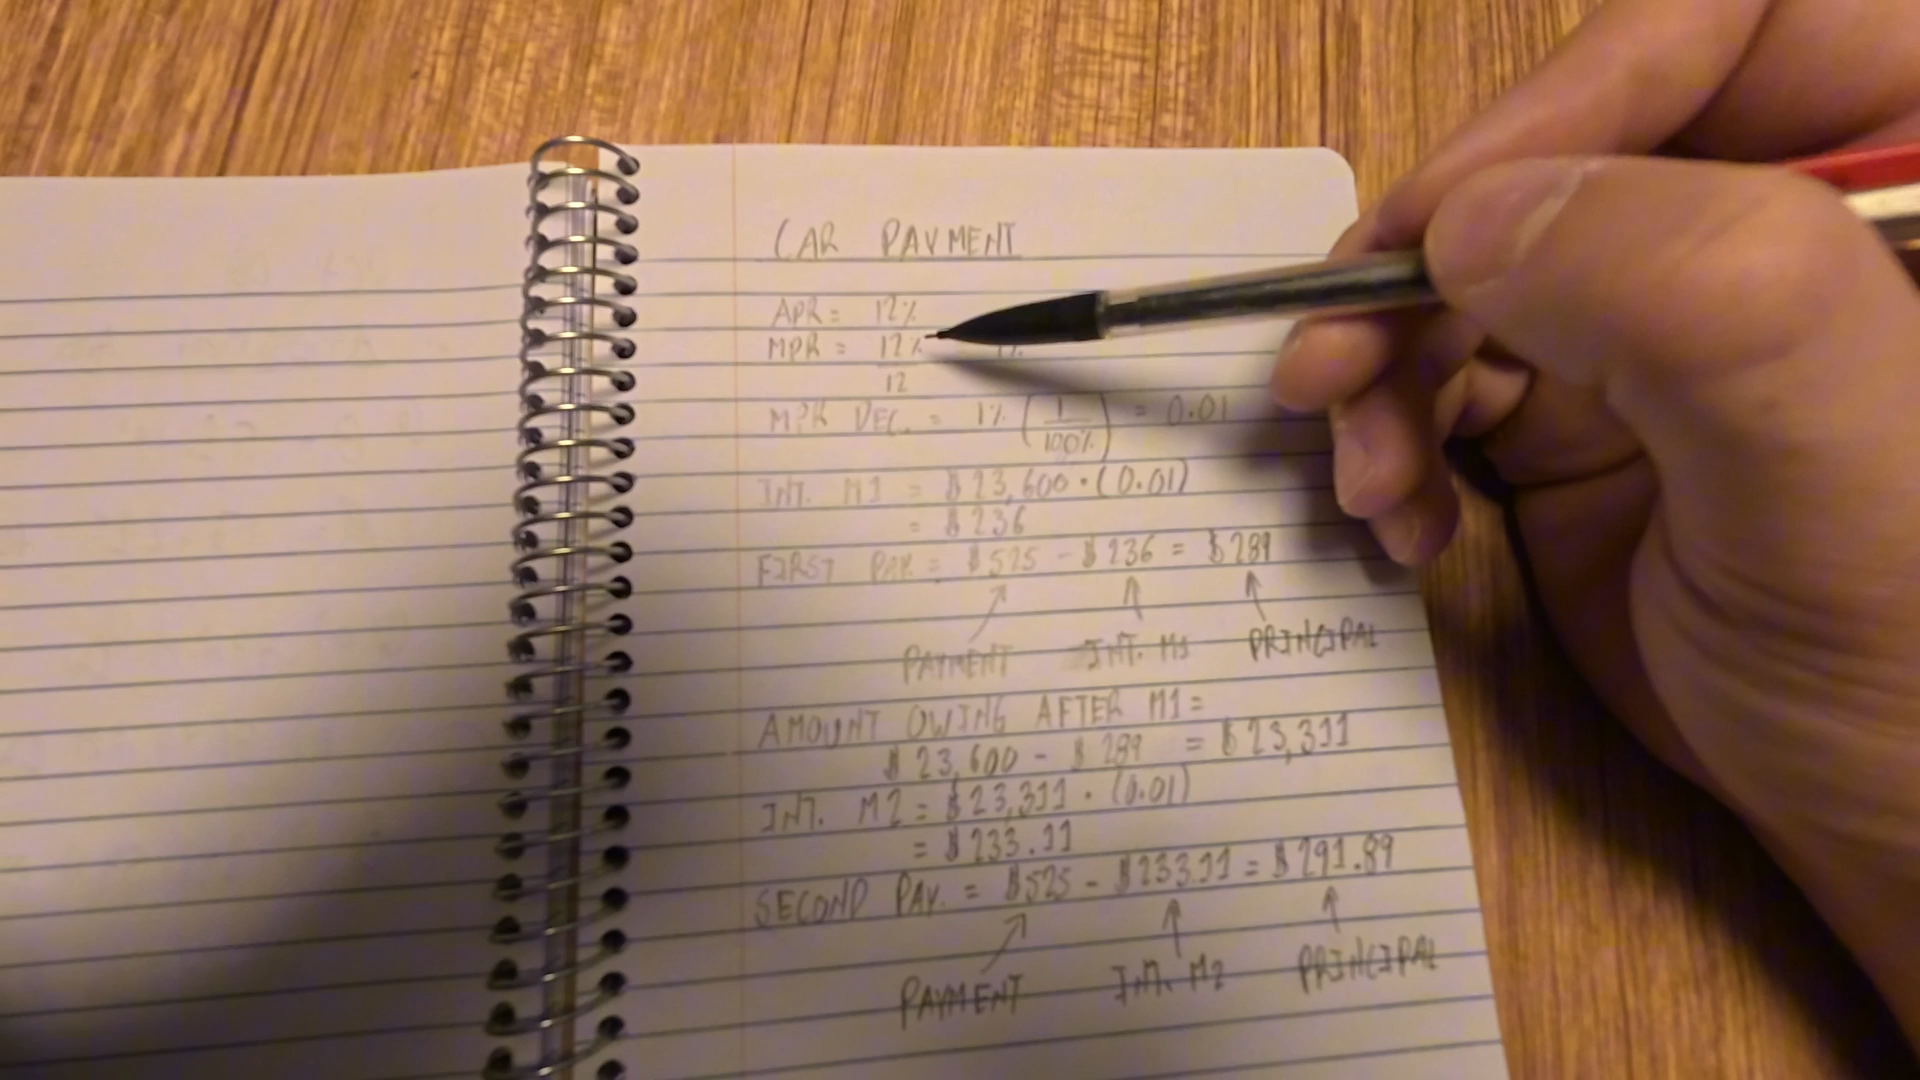 CAR PAYMENT
APR = 12%
MPR = 12% 1%
12
MPR DEC. = 1% (1/100%) = 0.01
INT. M1 = $23,600 · (0.01)
= $236
FIRST PAY. = $525 - $236 = $289
PAYMENT INT. M1 PRINCIPAL
AMOUNT OWING AFTER M1 =
$23,600 - $289 = $23,311
INT. M2 = $23,311 · (0.01)
= $233.11
SECOND PAY. = $525 - $233.11 = $291.89
PAYMENT INT. M2 PRINCIPAL